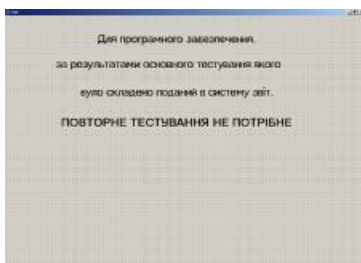 Для програмного забезпечення,
за результатами основного тестування якого
було складено поданий в систему звіт,
ПОВТОРНЕ ТЕСТУВАННЯ НЕ ПОТРІБНЕ